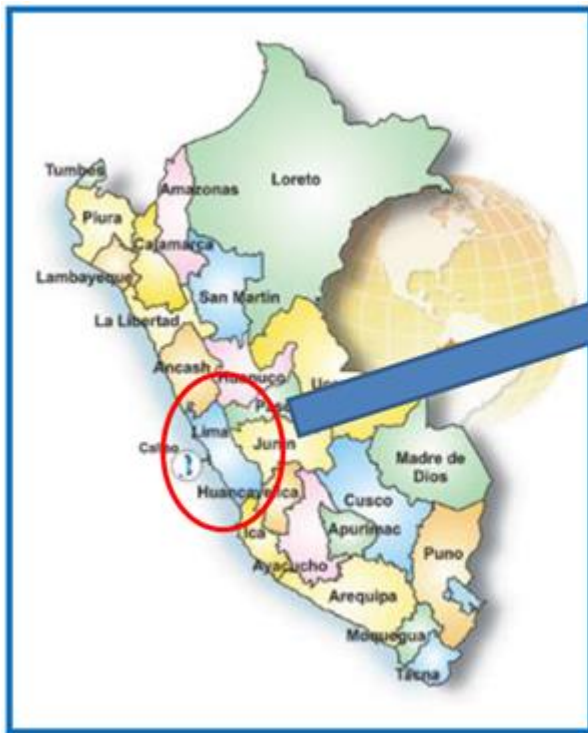 Tumbes
Amazonas
Loreto
Piura
Cajamarca
Lambayeque
San Martin
La Libertad
Ancash
Huanuco
Lima
Callao
Junin
Madre de
Dios
Huancavelica
Cusco
Ica
Apurimac
Puno
Ayacucho
Arequipa
Moquegua
Tacna